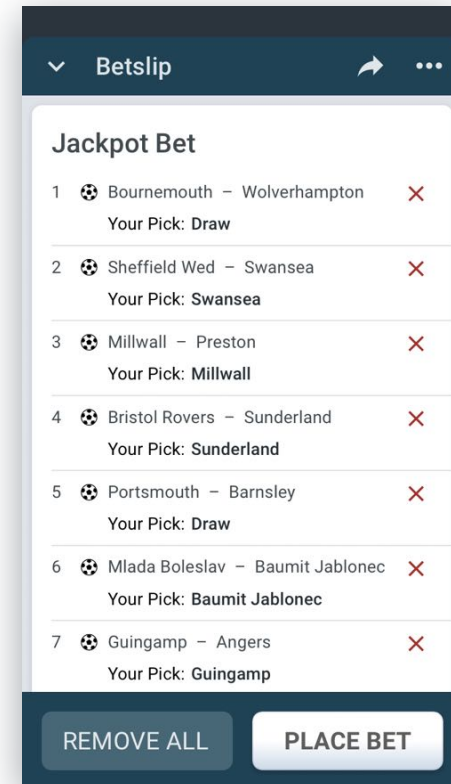 Betslip
Jackpot Bet
1 Bournemouth – Wolverhampton
Your Pick: Draw
2 Sheffield Wed – Swansea
Your Pick: Swansea
3 Millwall – Preston
Your Pick: Millwall
4 Bristol Rovers – Sunderland
Your Pick: Sunderland
5 Portsmouth – Barnsley
Your Pick: Draw
6 Mlada Boleslav – Baumit Jablonec
Your Pick: Baumit Jablonec
7 Guingamp – Angers
Your Pick: Guingamp
REMOVE ALL PLACE BET